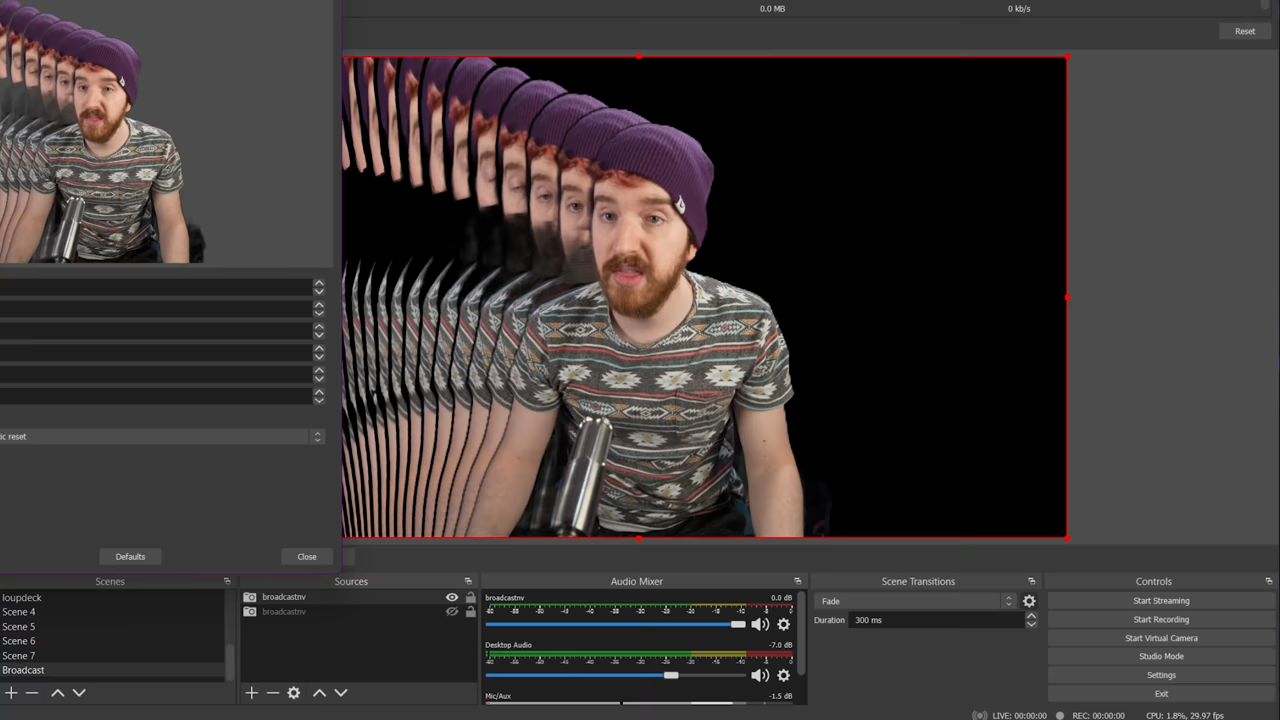 0.0 MB
0 kb/s
Reset
ic reset
Defaults
Close
Scenes
loupdeck
Scene 4
Scene 5
Scene 6
Scene 7
Broadcast
Sources
broadcastnv
broadcastnv
Audio Mixer
broadcastnv
0.0 dB
Desktop Audio
-7.0 dB
Mic/Aux
-1.5 dB
Scene Transitions
Fade
Duration
300 ms
Controls
Start Streaming
Start Recording
Start Virtual Camera
Studio Mode
Settings
Exit
LIVE: 00:00:00
REC: 00:00:00
CPU: 1.8%, 29.97 fps